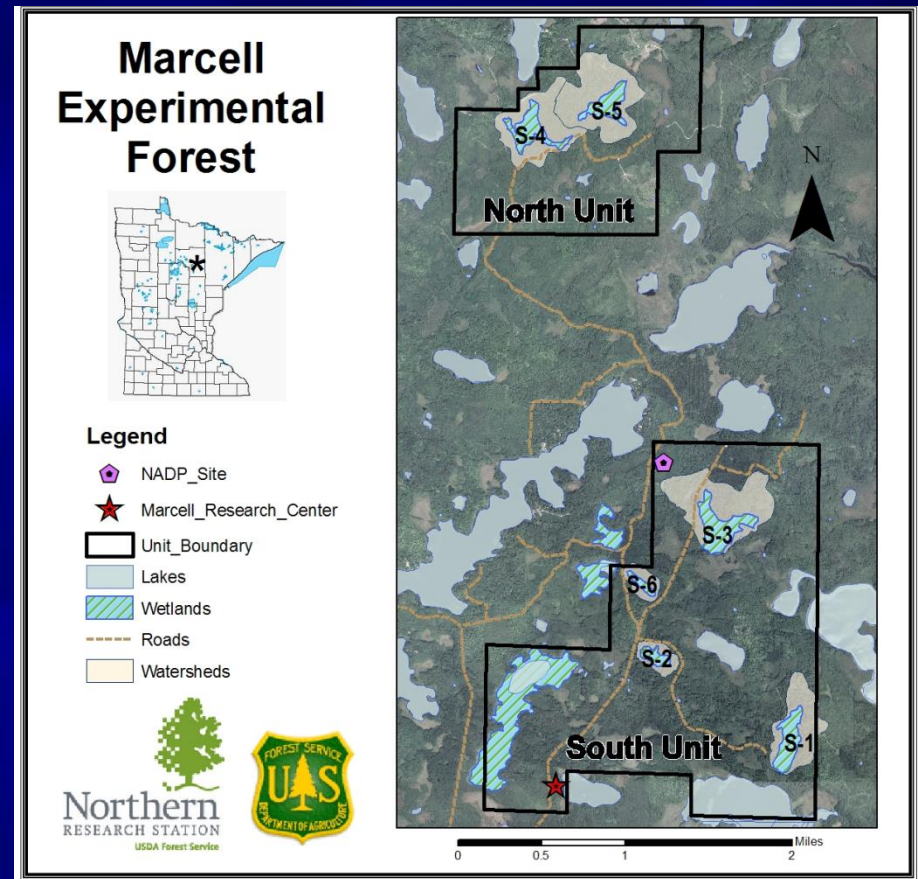 Marcell
Experimental
Forest
*
Legend
NADP_Site
Marcell_Research_Center
Unit_Boundary
Lakes
Wetlands
Roads
Watersheds
Northern
RESEARCH STATION
USDA Forest Service
FOREST SERVICE
U S
DEPARTMENT OF AGRICULTURE
S-5
S-4
North Unit
N
S-3
S-6
S-2
S-1
South Unit
Miles
0 0.5 1 2